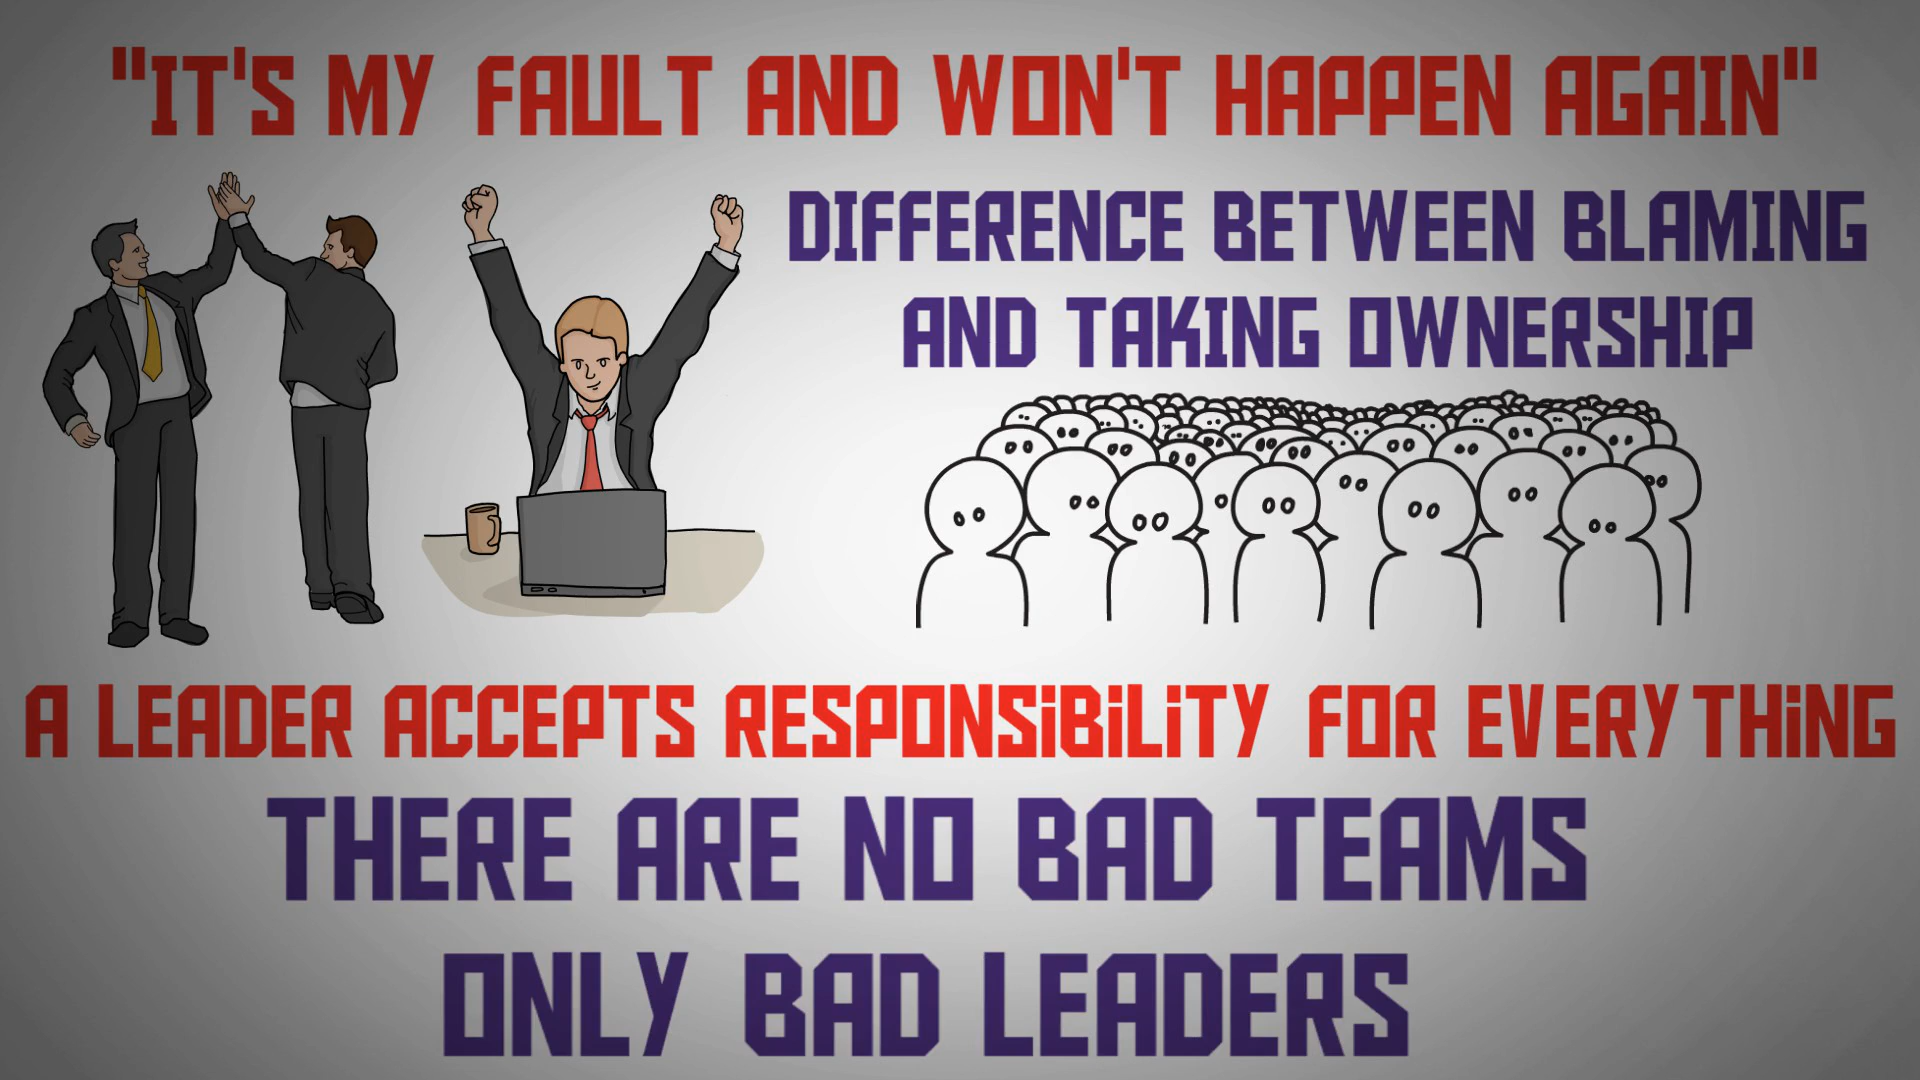 "IT'S MY FAULT AND WON'T HAPPEN AGAIN"
DIFFERENCE BETWEEN BLAMING
AND TAKING OWNERSHIP
A LEADER ACCEPTS RESPONSiBiLiTY FOR EVERYTHiNG
THERE ARE NO BAD TEAMS
ONLY BAD LEADERS